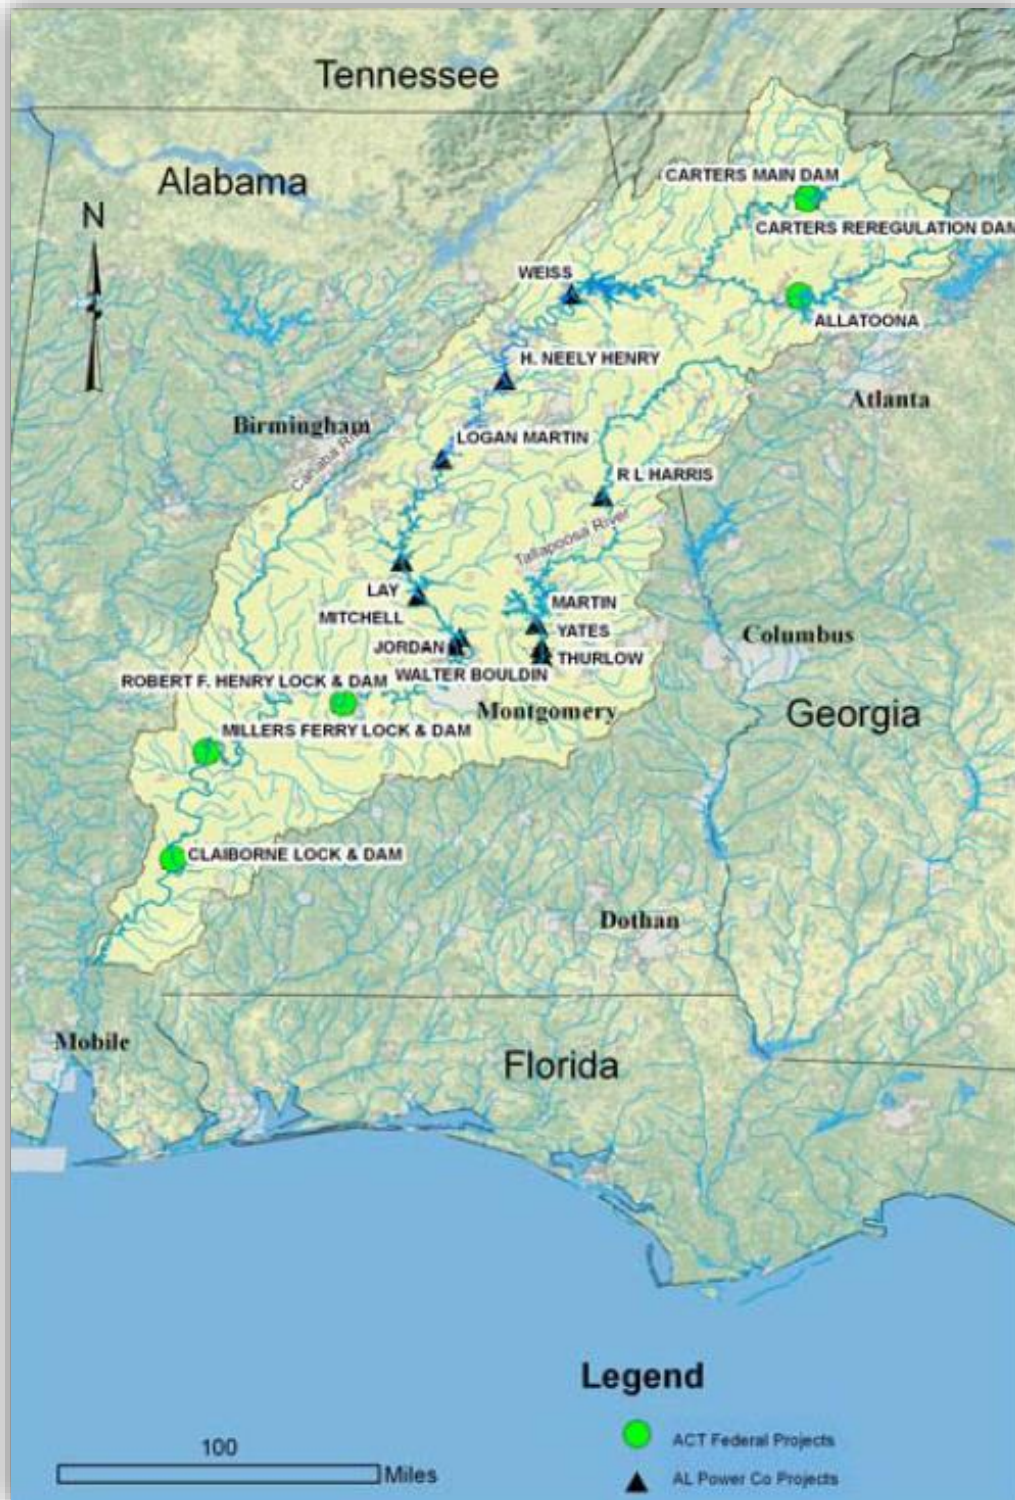 Tennessee
Alabama
N
CARTERS MAIN DAM
CARTERS REREGULATION DAM
WEISS
ALLATOONA
H. NEELY HENRY
Atlanta
Birmingham
LOGAN MARTIN
Cahaba River
R L HARRIS
Tallapoosa River
LAY
MARTIN
MITCHELL
YATES
Columbus
JORDAN
THURLOW
WALTER BOULDIN
ROBERT F. HENRY LOCK & DAM
Montgomery
Georgia
MILLERS FERRY LOCK & DAM
CLAIBORNE LOCK & DAM
Dothan
Mobile
Florida
Legend
ACT Federal Projects
AL Power Co Projects
100
Miles